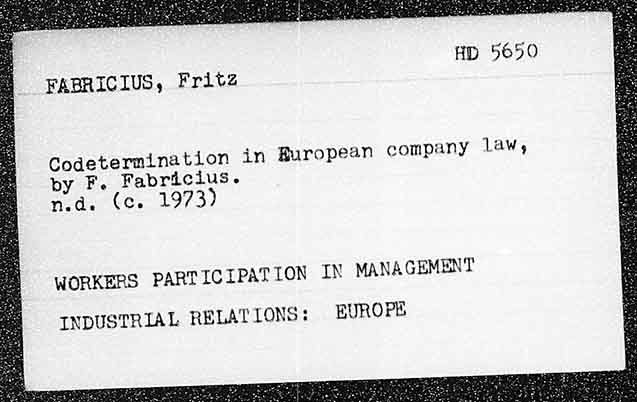 HD 5650
FABRICIUS, Fritz
Codetermination in European company law,
by F. Fabricius.
n.d. (c. 1973)
WORKERS PARTICIPATION IN MANAGEMENT
INDUSTRIAL RELATIONS: EUROPE